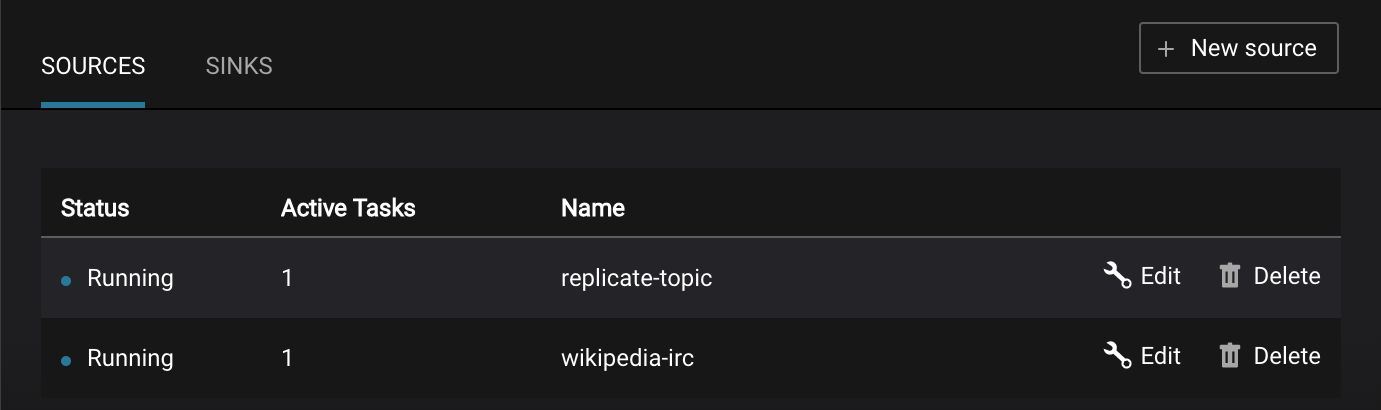 SOURCES SINKS + New source
Status Active Tasks Name
Running 1 replicate-topic Edit Delete
Running 1 wikipedia-irc Edit Delete